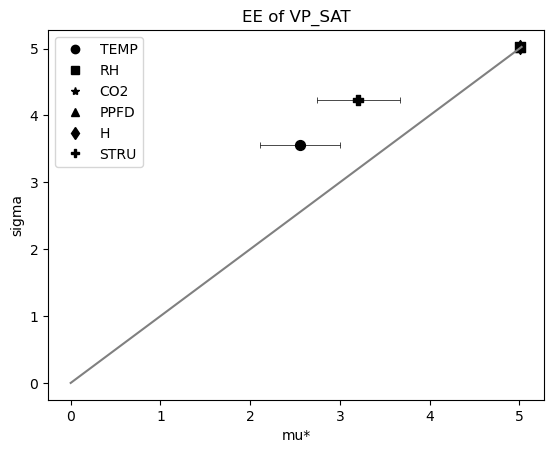 EE of VP_SAT
TEMP
RH
CO2
PPFD
H
STRU
sigma
5
4
3
2
1
0
0 1 2 3 4 5
mu*